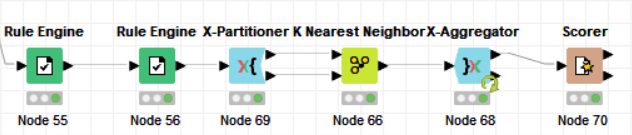 Rule Engine Rule Engine X-Partitioner K Nearest Neighbor X-Aggregator Scorer
Node 55 Node 56 Node 69 Node 66 Node 68 Node 70